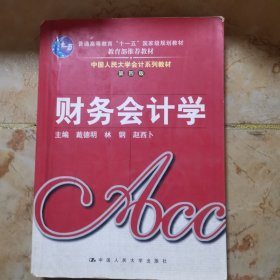 普通高等教育“十一五”国家级规划教材
教育部推荐教材
中国人民大学会计系列教材
第四版
财务会计学
主编 戴德明 林钢 赵西卜
Acc
中国人民大学出版社